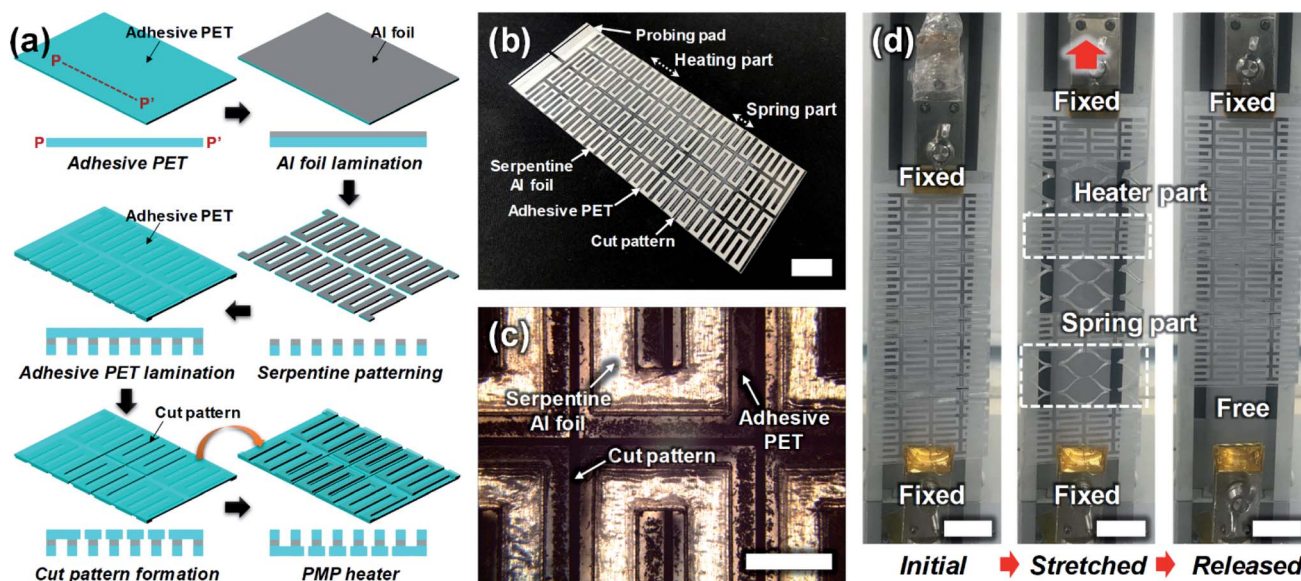 (a)
Adhesive PET
P
P'
P
P'
Adhesive PET
Al foil
Al foil lamination
Adhesive PET
Adhesive PET lamination
Serpentine patterning
Cut pattern
Cut pattern formation
PMP heater
(b)
Probing pad
Heating part
Spring part
Serpentine
Al foil
Adhesive PET
Cut pattern
(c)
Serpentine
Al foil
Adhesive
PET
Cut pattern
(d)
Fixed
Fixed
Initial
Fixed
Heater part
Spring part
Fixed
Stretched
Fixed
Free
Released